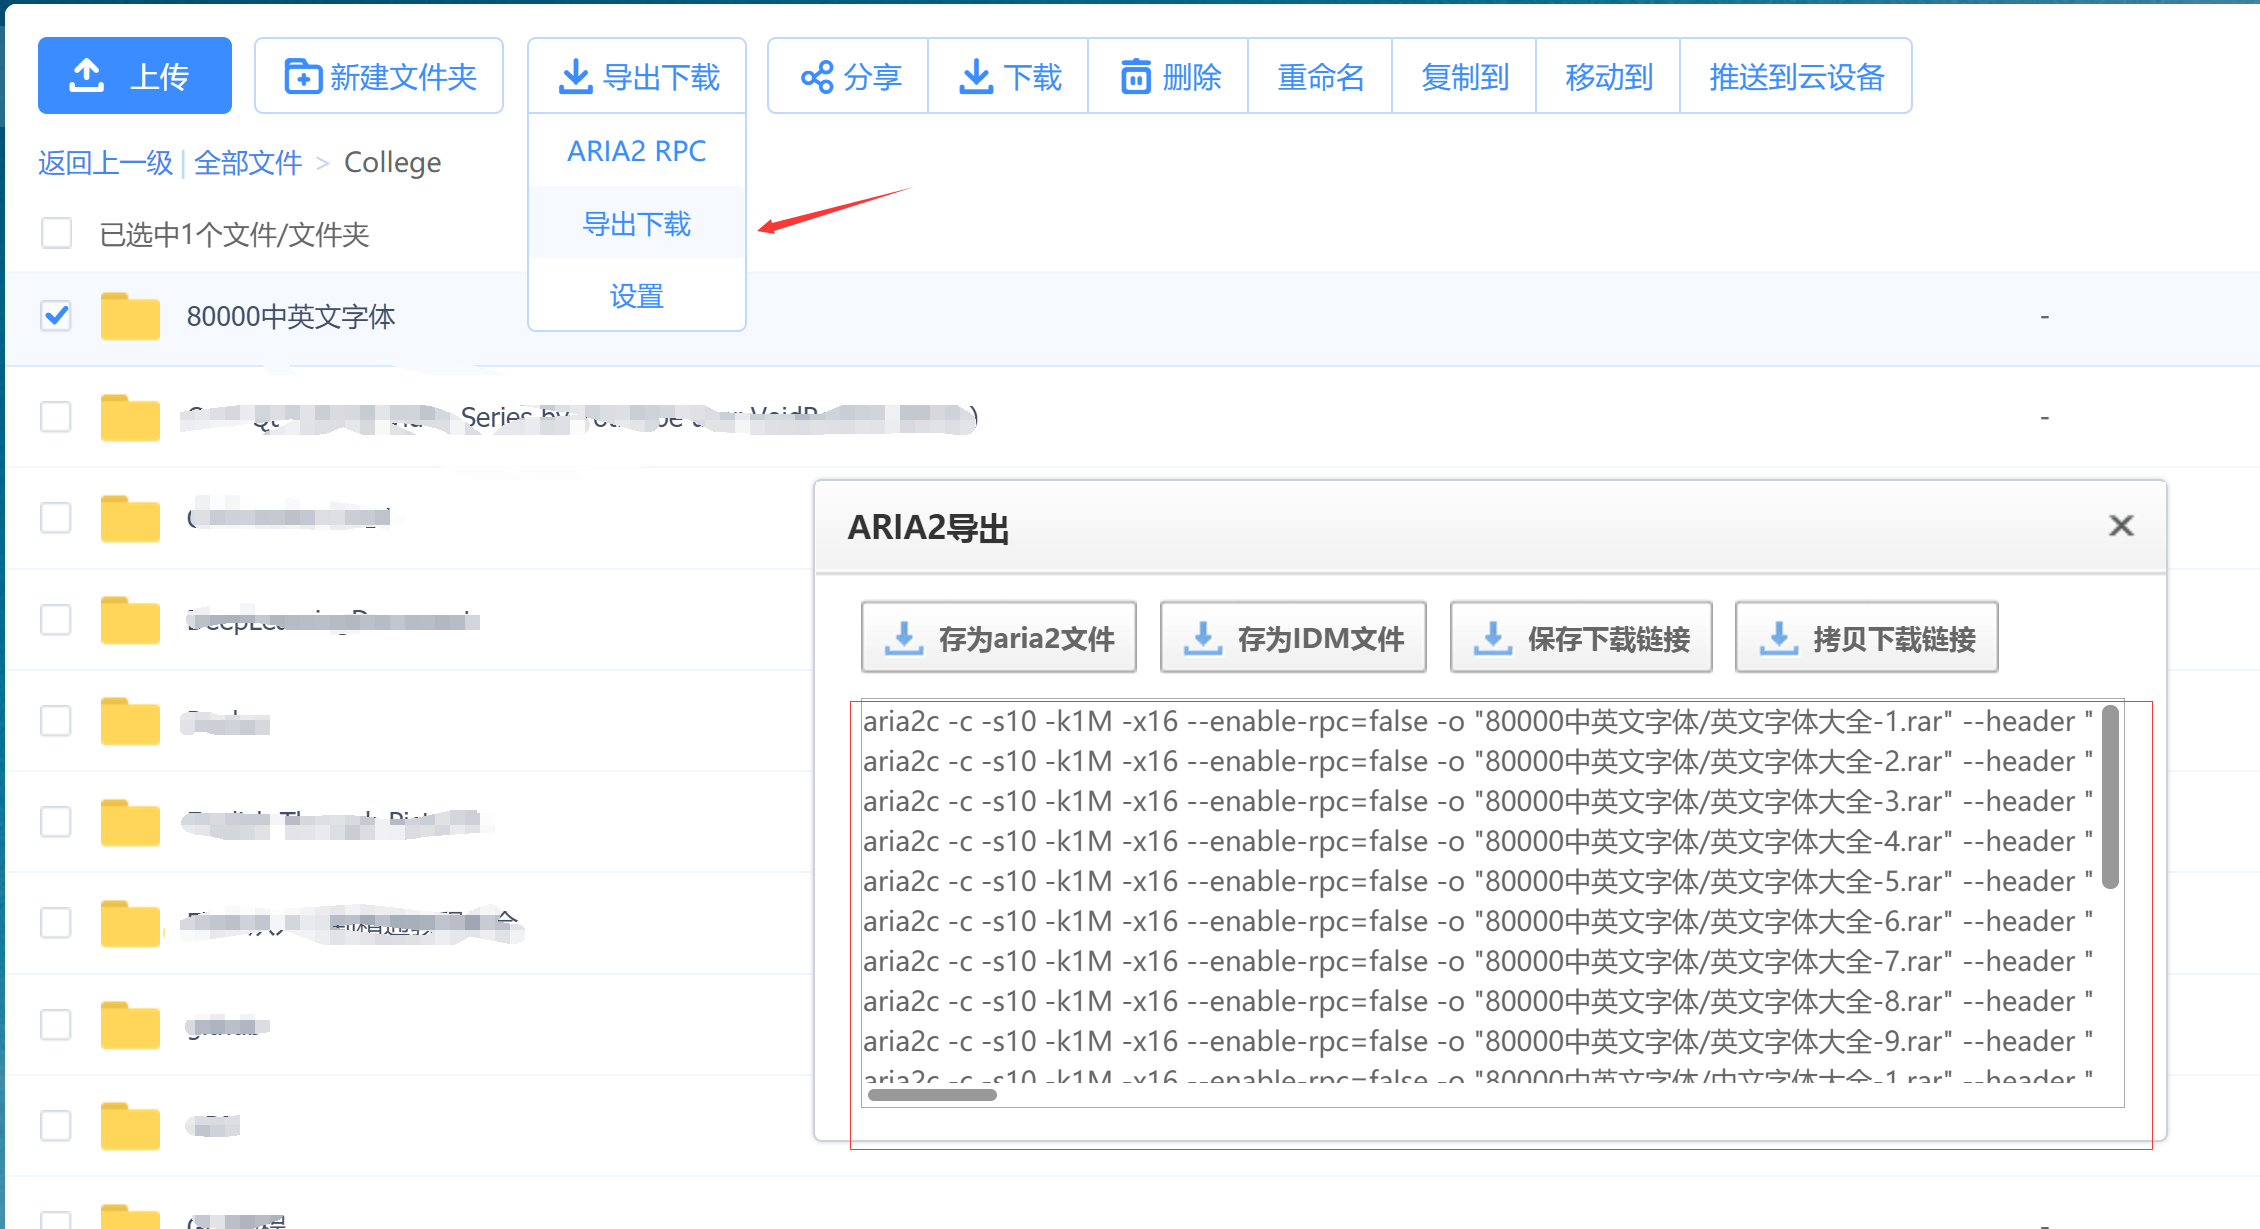 上传 新建文件夹 导出下载 分享 下载 删除 重命名 复制到 移动到 推送到云设备
ARIA2 RPC
导出下载
设置
返回上一级 | 全部文件 > College
已选中1个文件/文件夹
80000中英文字体 -
Series by -
ARIA2导出
存为aria2文件 存为IDM文件 保存下载链接 拷贝下载链接
aria2c -c -s10 -k1M -x16 --enable-rpc=false -o "80000中英文字体/英文字体大全-1.rar" --header "
aria2c -c -s10 -k1M -x16 --enable-rpc=false -o "80000中英文字体/英文字体大全-2.rar" --header "
aria2c -c -s10 -k1M -x16 --enable-rpc=false -o "80000中英文字体/英文字体大全-3.rar" --header "
aria2c -c -s10 -k1M -x16 --enable-rpc=false -o "80000中英文字体/英文字体大全-4.rar" --header "
aria2c -c -s10 -k1M -x16 --enable-rpc=false -o "80000中英文字体/英文字体大全-5.rar" --header "
aria2c -c -s10 -k1M -x16 --enable-rpc=false -o "80000中英文字体/英文字体大全-6.rar" --header "
aria2c -c -s10 -k1M -x16 --enable-rpc=false -o "80000中英文字体/英文字体大全-7.rar" --header "
aria2c -c -s10 -k1M -x16 --enable-rpc=false -o "80000中英文字体/英文字体大全-8.rar" --header "
aria2c -c -s10 -k1M -x16 --enable-rpc=false -o "80000中英文字体/英文字体大全-9.rar" --header "
aria2c -c -s10 -k1M -x16 --enable-rpc=false -o "80000中英文字体/中文字体大全-1.rar" --header "
-